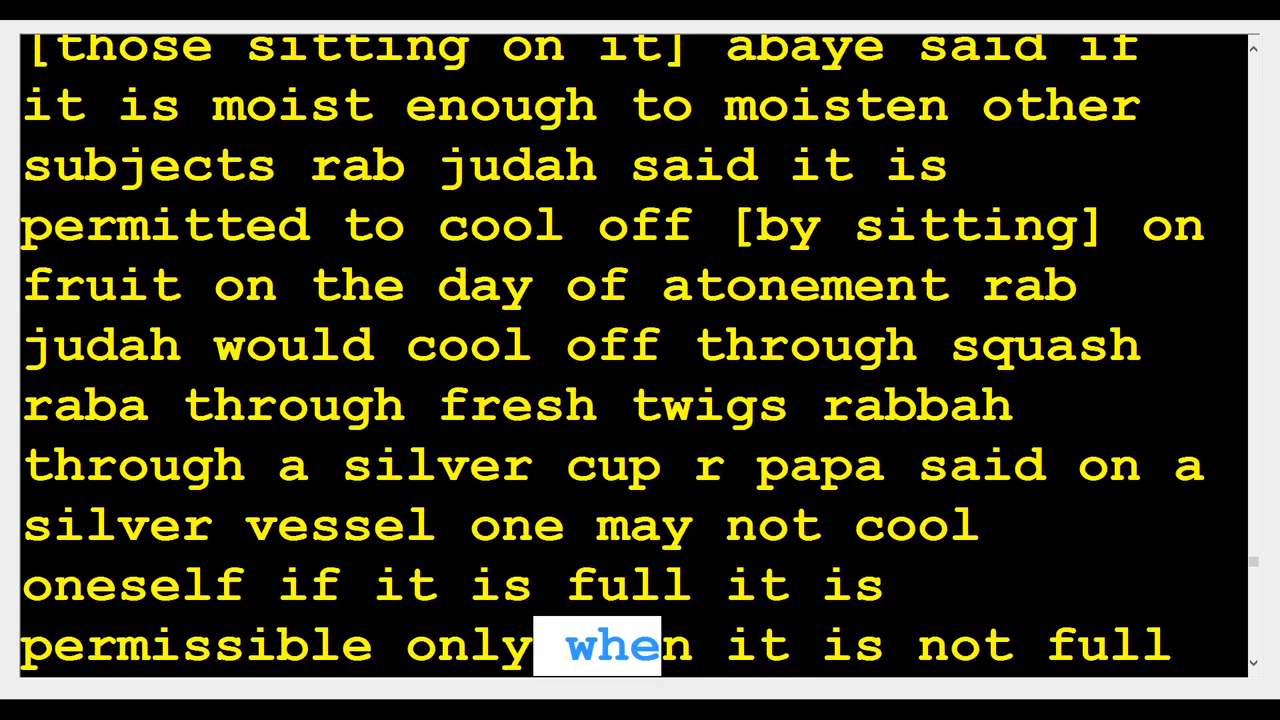 [those sitting on it] abaye said if
it is moist enough to moisten other
subjects rab judah said it is
permitted to cool off [by sitting] on
fruit on the day of atonement rab
judah would cool off through squash
raba through fresh twigs rabbah
through a silver cup r papa said on a
silver vessel one may not cool
oneself if it is full it is
permissible only when it is not full